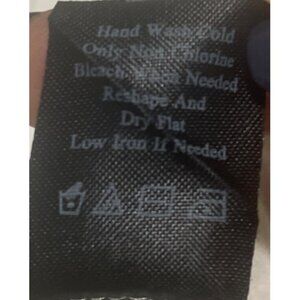 Hand Wash Cold
Only Non Chlorine
Bleach When Needed
Reshape And
Dry Flat
Low Iron If Needed